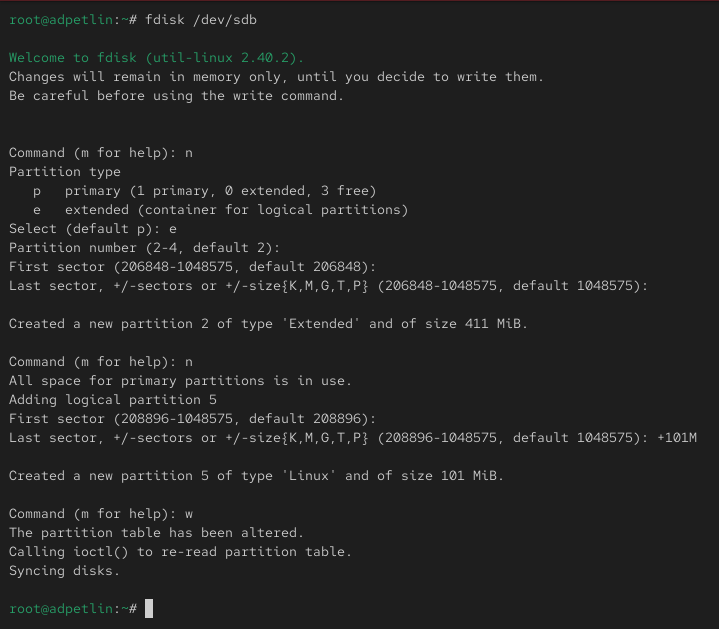 root@adpetlin:~# fdisk /dev/sdb
Welcome to fdisk (util-linux 2.40.2).
Changes will remain in memory only, until you decide to write them.
Be careful before using the write command.
Command (m for help): n
Partition type
   p   primary (1 primary, 0 extended, 3 free)
   e   extended (container for logical partitions)
Select (default p): e
Partition number (2-4, default 2):
First sector (206848-1048575, default 206848):
Last sector, +/-sectors or +/-size{K,M,G,T,P} (206848-1048575, default 1048575):
Created a new partition 2 of type 'Extended' and of size 411 MiB.
Command (m for help): n
All space for primary partitions is in use.
Adding logical partition 5
First sector (208896-1048575, default 208896):
Last sector, +/-sectors or +/-size{K,M,G,T,P} (208896-1048575, default 1048575): +101M
Created a new partition 5 of type 'Linux' and of size 101 MiB.
Command (m for help): w
The partition table has been altered.
Calling ioctl() to re-read partition table.
Syncing disks.
root@adpetlin:~#